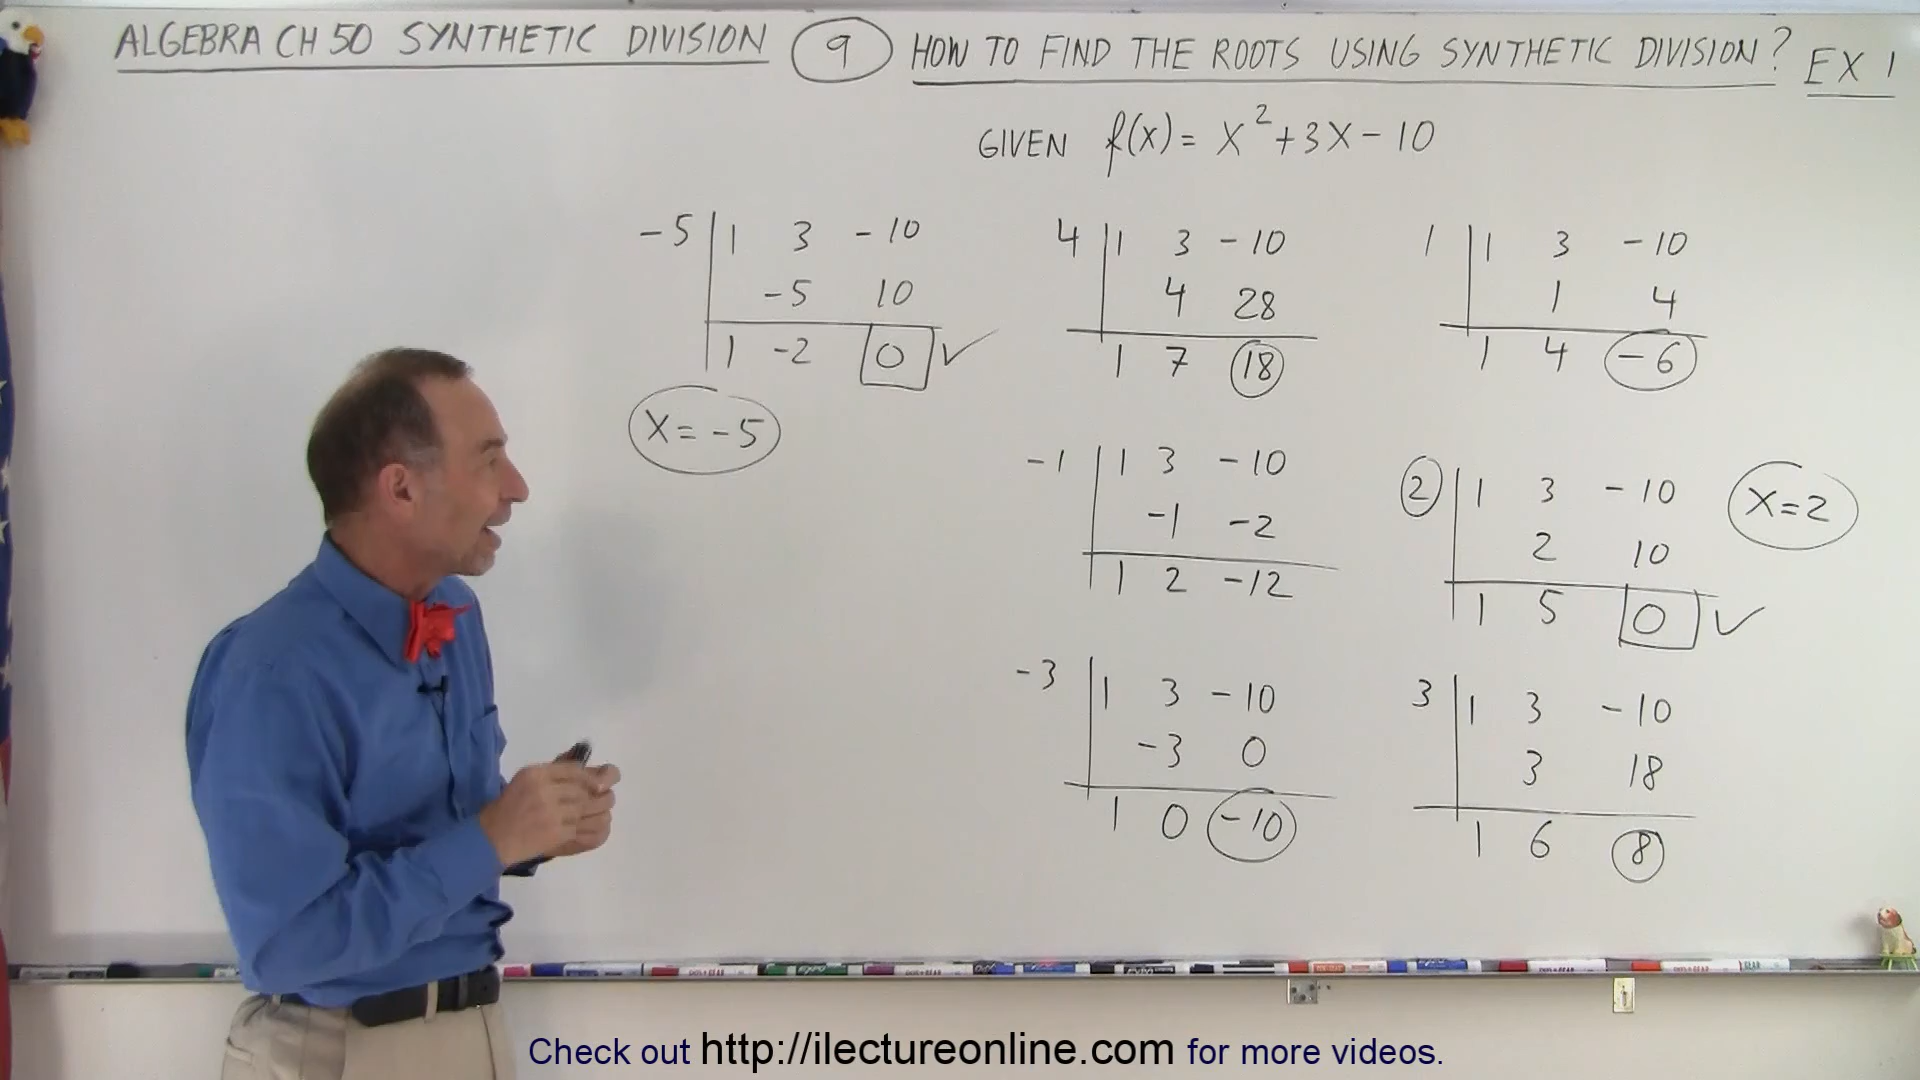 ALGEBRA CH 50 SYNTHETIC DIVISION 9 HOW TO FIND THE ROOTS USING SYNTHETIC DIVISION? EX 1
GIVEN f(x) = X²+3X-10
-5 | 1 3 -10
-5 10
1 -2 0 ✓
X=-5
4 | 1 3 -10
4 28
1 7 18
1 | 1 3 -10
1 4
1 4 -6
-1 | 1 3 -10
-1 -2
1 2 -12
2 | 1 3 -10
2 10
1 5 0 ✓
X=2
-3 | 1 3 -10
-3 0
1 0 -10
3 | 1 3 -10
3 18
1 6 8
Check out http://ilectureonline.com for more videos.